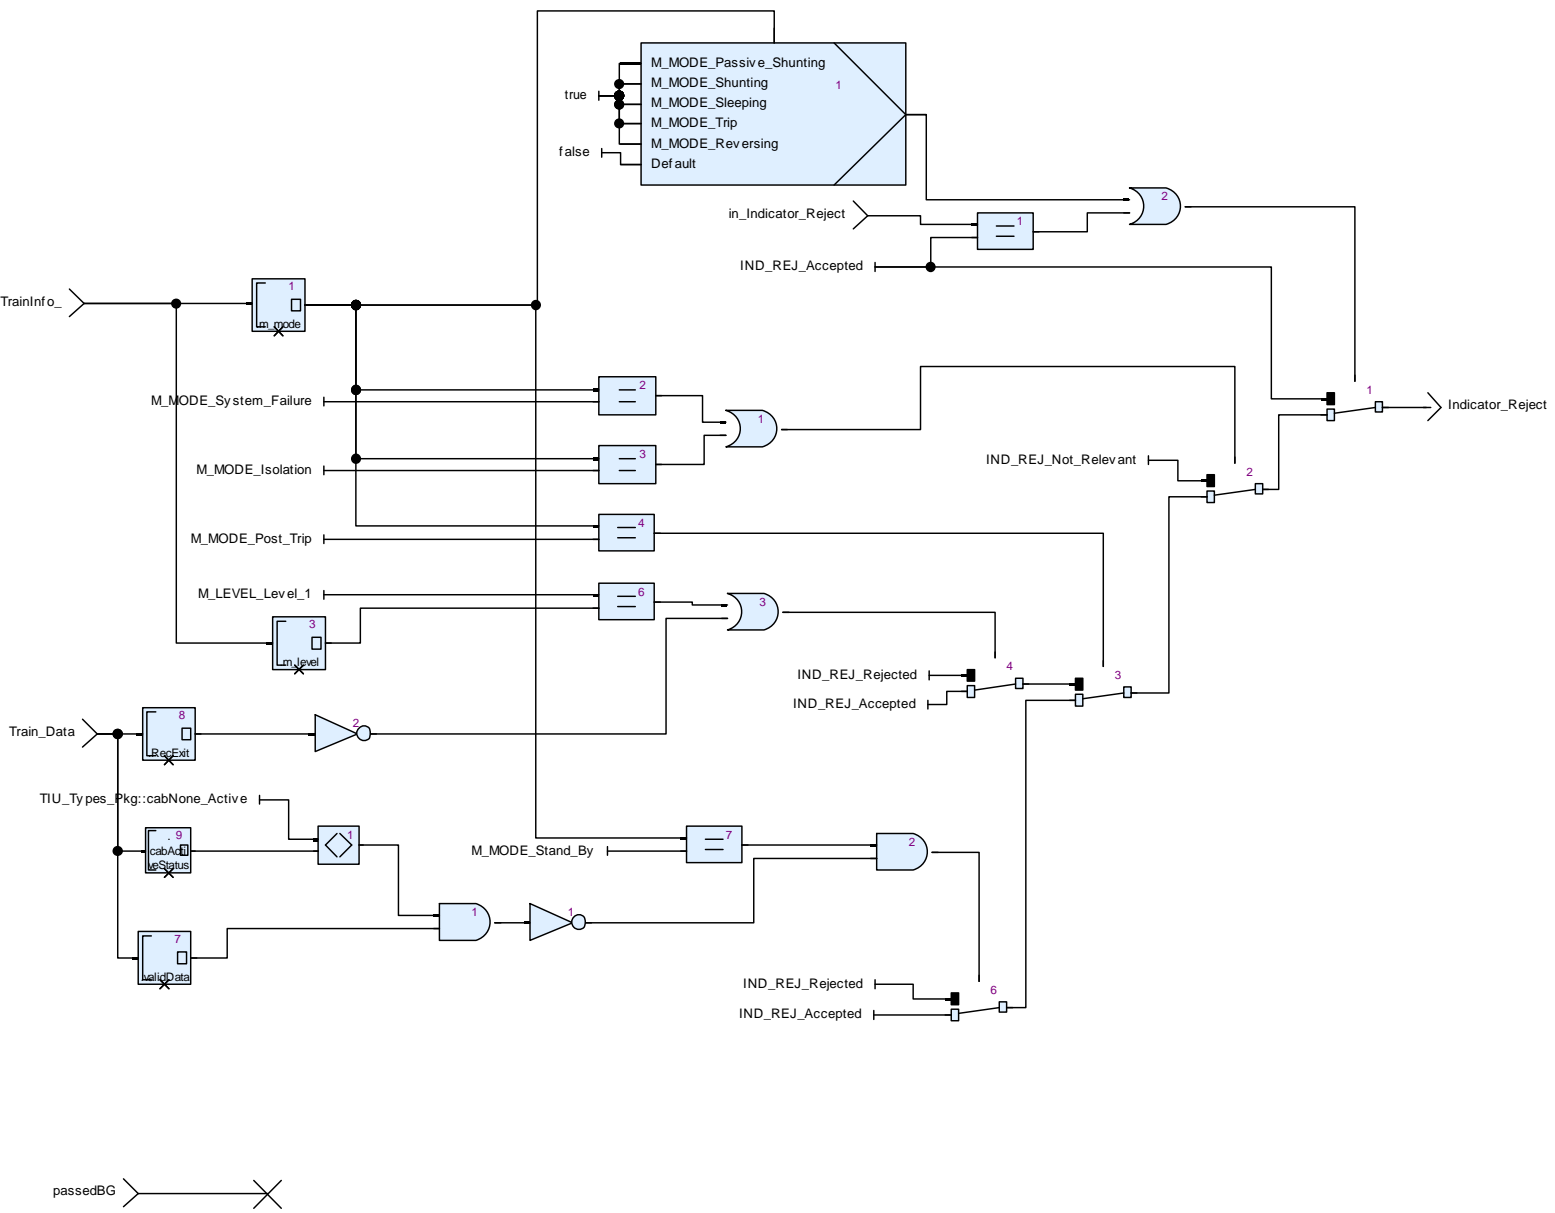 M_MODE_Passive_Shunting
1
M_MODE_Shunting
true
M_MODE_Sleeping
M_MODE_Trip
M_MODE_Reversing
false
Default
2
in_Indicator_Reject
1
IND_REJ_Accepted
TrainInfo_
1
m_mode
M_MODE_System_Failure
2
1
Indicator_Reject
1
M_MODE_Isolation
3
IND_REJ_Not_Relevant
2
M_MODE_Post_Trip
4
M_LEVEL_Level_1
6
3
3
m_level
IND_REJ_Rejected
4
3
IND_REJ_Accepted
Train_Data
8
.RecExit
2
TIU_Types_Pkg::cabNone_Active
. 9
cabActi
veStatus
1
M_MODE_Stand_By
7
2
1
1
7
.validData
IND_REJ_Rejected
6
IND_REJ_Accepted
passedBG